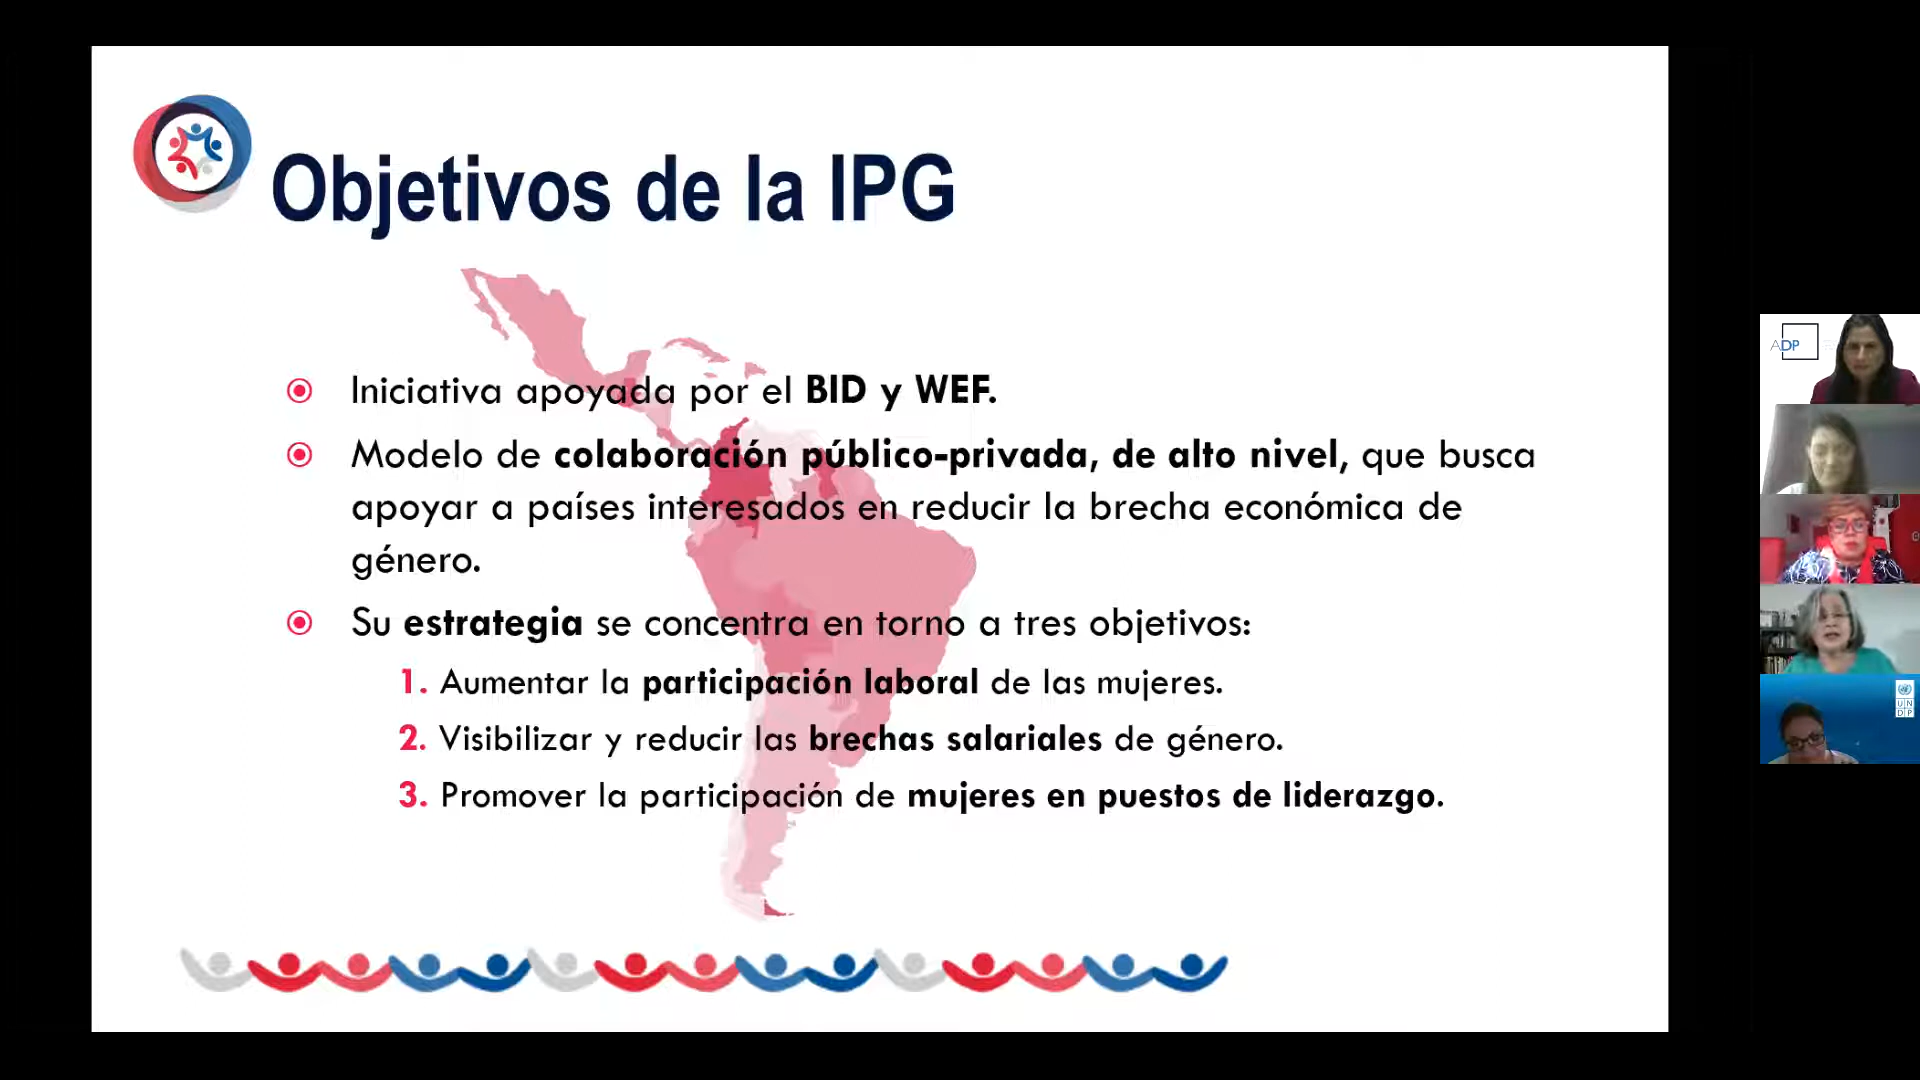 Objetivos de la IPG
Iniciativa apoyada por el BID y WEF.
Modelo de colaboración público-privada, de alto nivel, que busca
apoyar a países interesados en reducir la brecha económica de
género.
Su estrategia se concentra en torno a tres objetivos:
1. Aumentar la participación laboral de las mujeres.
2. Visibilizar y reducir las brechas salariales de género.
3. Promover la participación de mujeres en puestos de liderazgo.
ADP
UN
DP